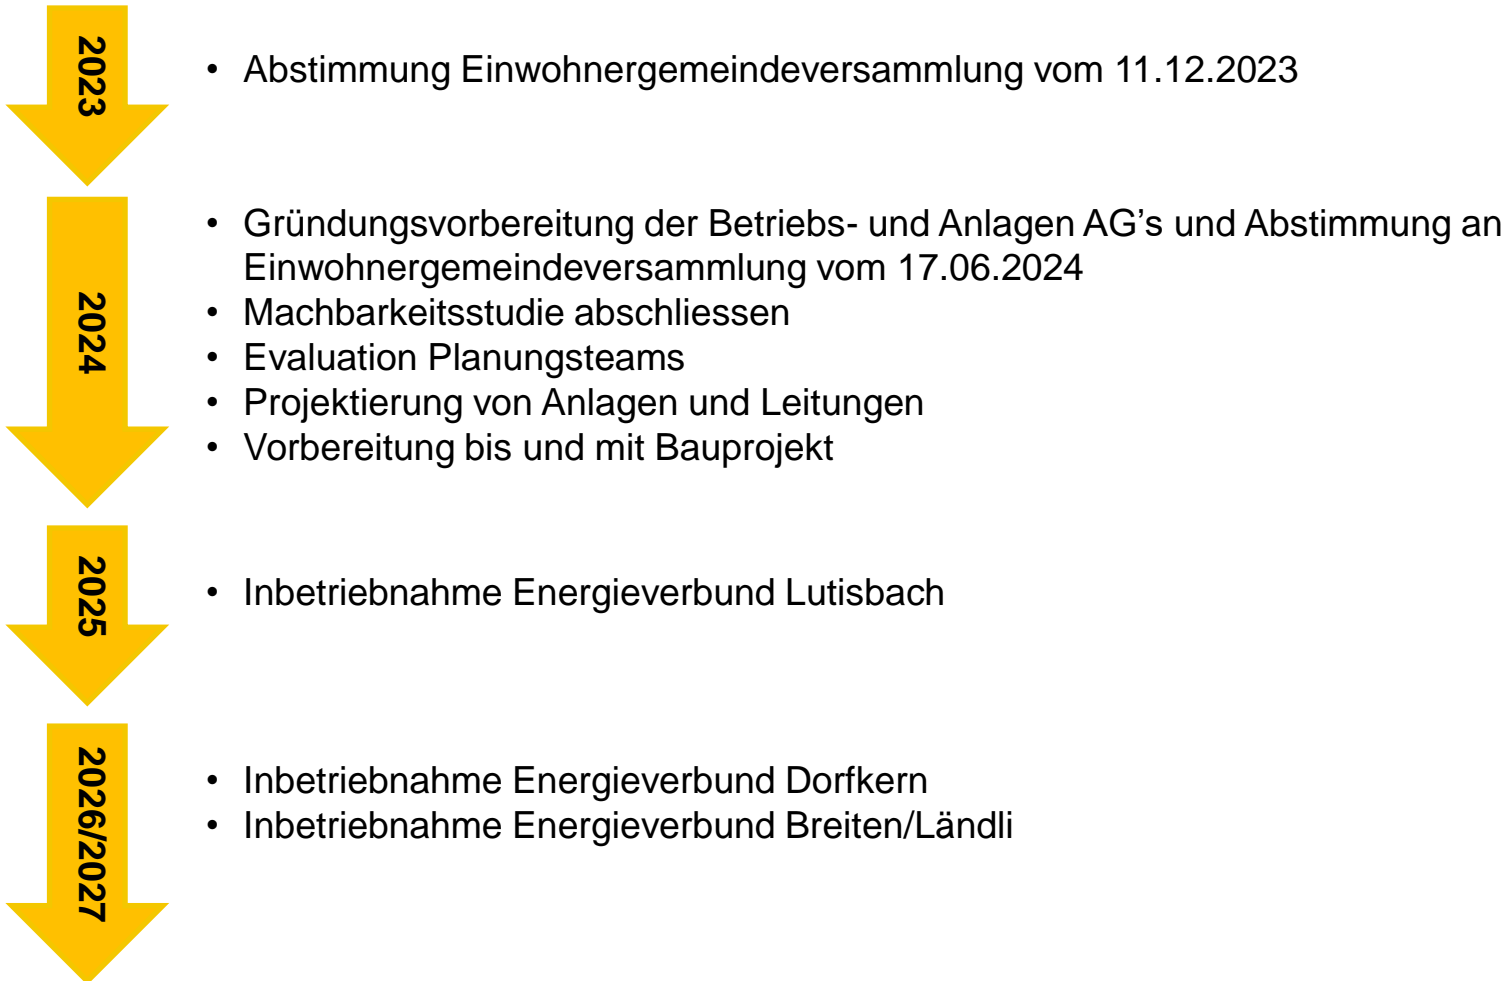 2023
• Abstimmung Einwohnergemeindeversammlung vom 11.12.2023
2024
• Gründungsvorbereitung der Betriebs- und Anlagen AG’s und Abstimmung an
Einwohnergemeindeversammlung vom 17.06.2024
• Machbarkeitsstudie abschliessen
• Evaluation Planungsteams
• Projektierung von Anlagen und Leitungen
• Vorbereitung bis und mit Bauprojekt
2025
• Inbetriebnahme Energieverbund Lutisbach
2026/2027
• Inbetriebnahme Energieverbund Dorfkern
• Inbetriebnahme Energieverbund Breiten/Ländli